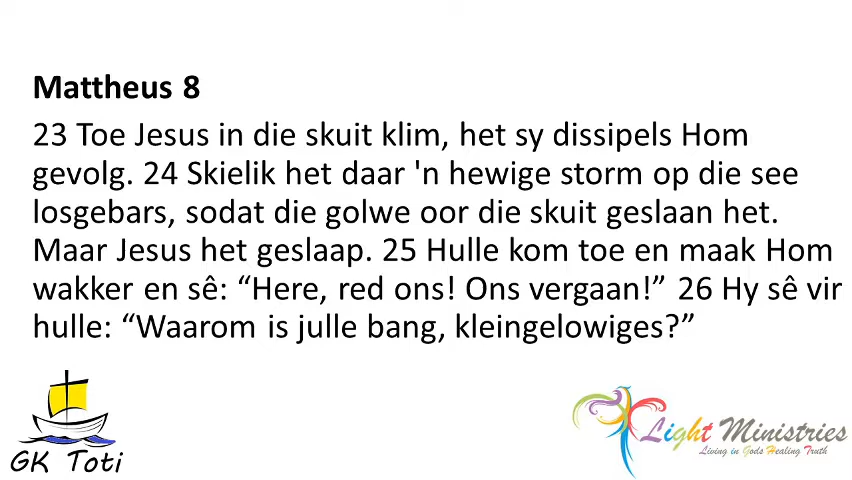 Mattheus 8
23 Toe Jesus in die skuit klim, het sy dissipels Hom
gevolg. 24 Skielik het daar 'n hewige storm op die see
losgebars, sodat die golwe oor die skuit geslaan het.
Maar Jesus het geslaap. 25 Hulle kom toe en maak Hom
wakker en sê: “Here, red ons! Ons vergaan!” 26 Hy sê vir
hulle: “Waarom is julle bang, kleingelowiges?”
GK Toti
Light Ministries
Living in Gods Healing Truth